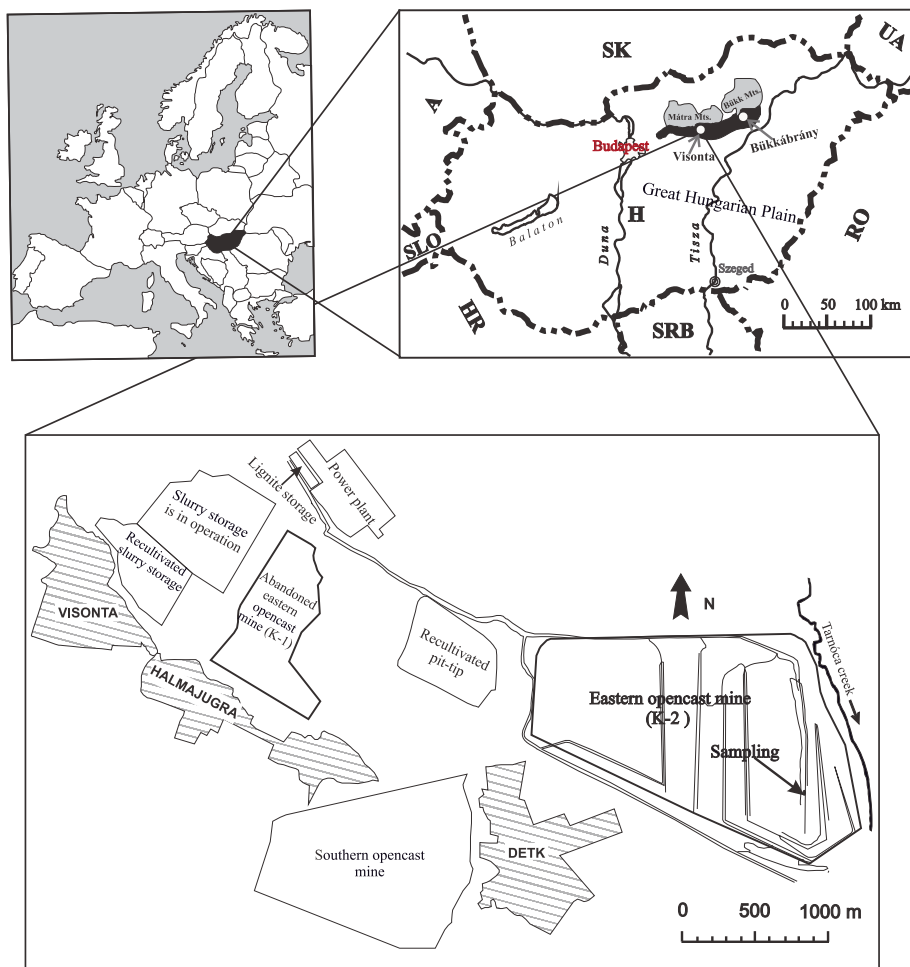 SK
UA
A
Bükk Mts.
Mátra Mts.
Budapest
Visonta
Bükkábrány
Great Hungarian Plain
H
Balaton
Duna
Tisza
RO
SLO
Szeged
HR
SRB
0 50 100 km
Lignite storage
Power plant
Slurry storage
is in operation
Recultivated
slurry storage
Abandoned
eastern
opencast
mine (K-1)
VISONTA
N
Recultivated
pit-tip
Tarnóca creek
HALMAJUGRA
Eastern opencast mine
(K-2 )
Sampling
Southern opencast
mine
DETK
0 500 1000 m